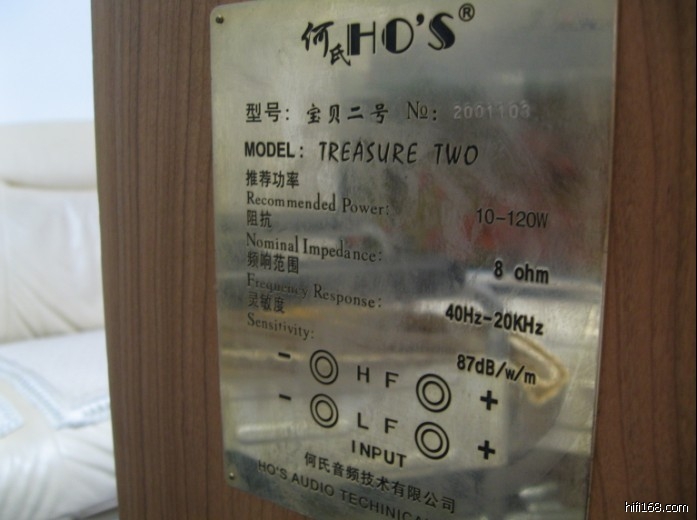 何氏HO'S®
型号: 宝贝二号 №: 2001103
MODEL: TREASURE TWO
推荐功率
Recommended Power: 10-120W
阻抗
Nominal Impedance: 8 ohm
频响范围
Frequency Response: 40Hz-20KHz
灵敏度
Sensitivity: 87dB/w/m
- H F +
- L F +
INPUT
何氏音频技术有限公司
HO'S AUDIO TECHINICA
hifi168.com